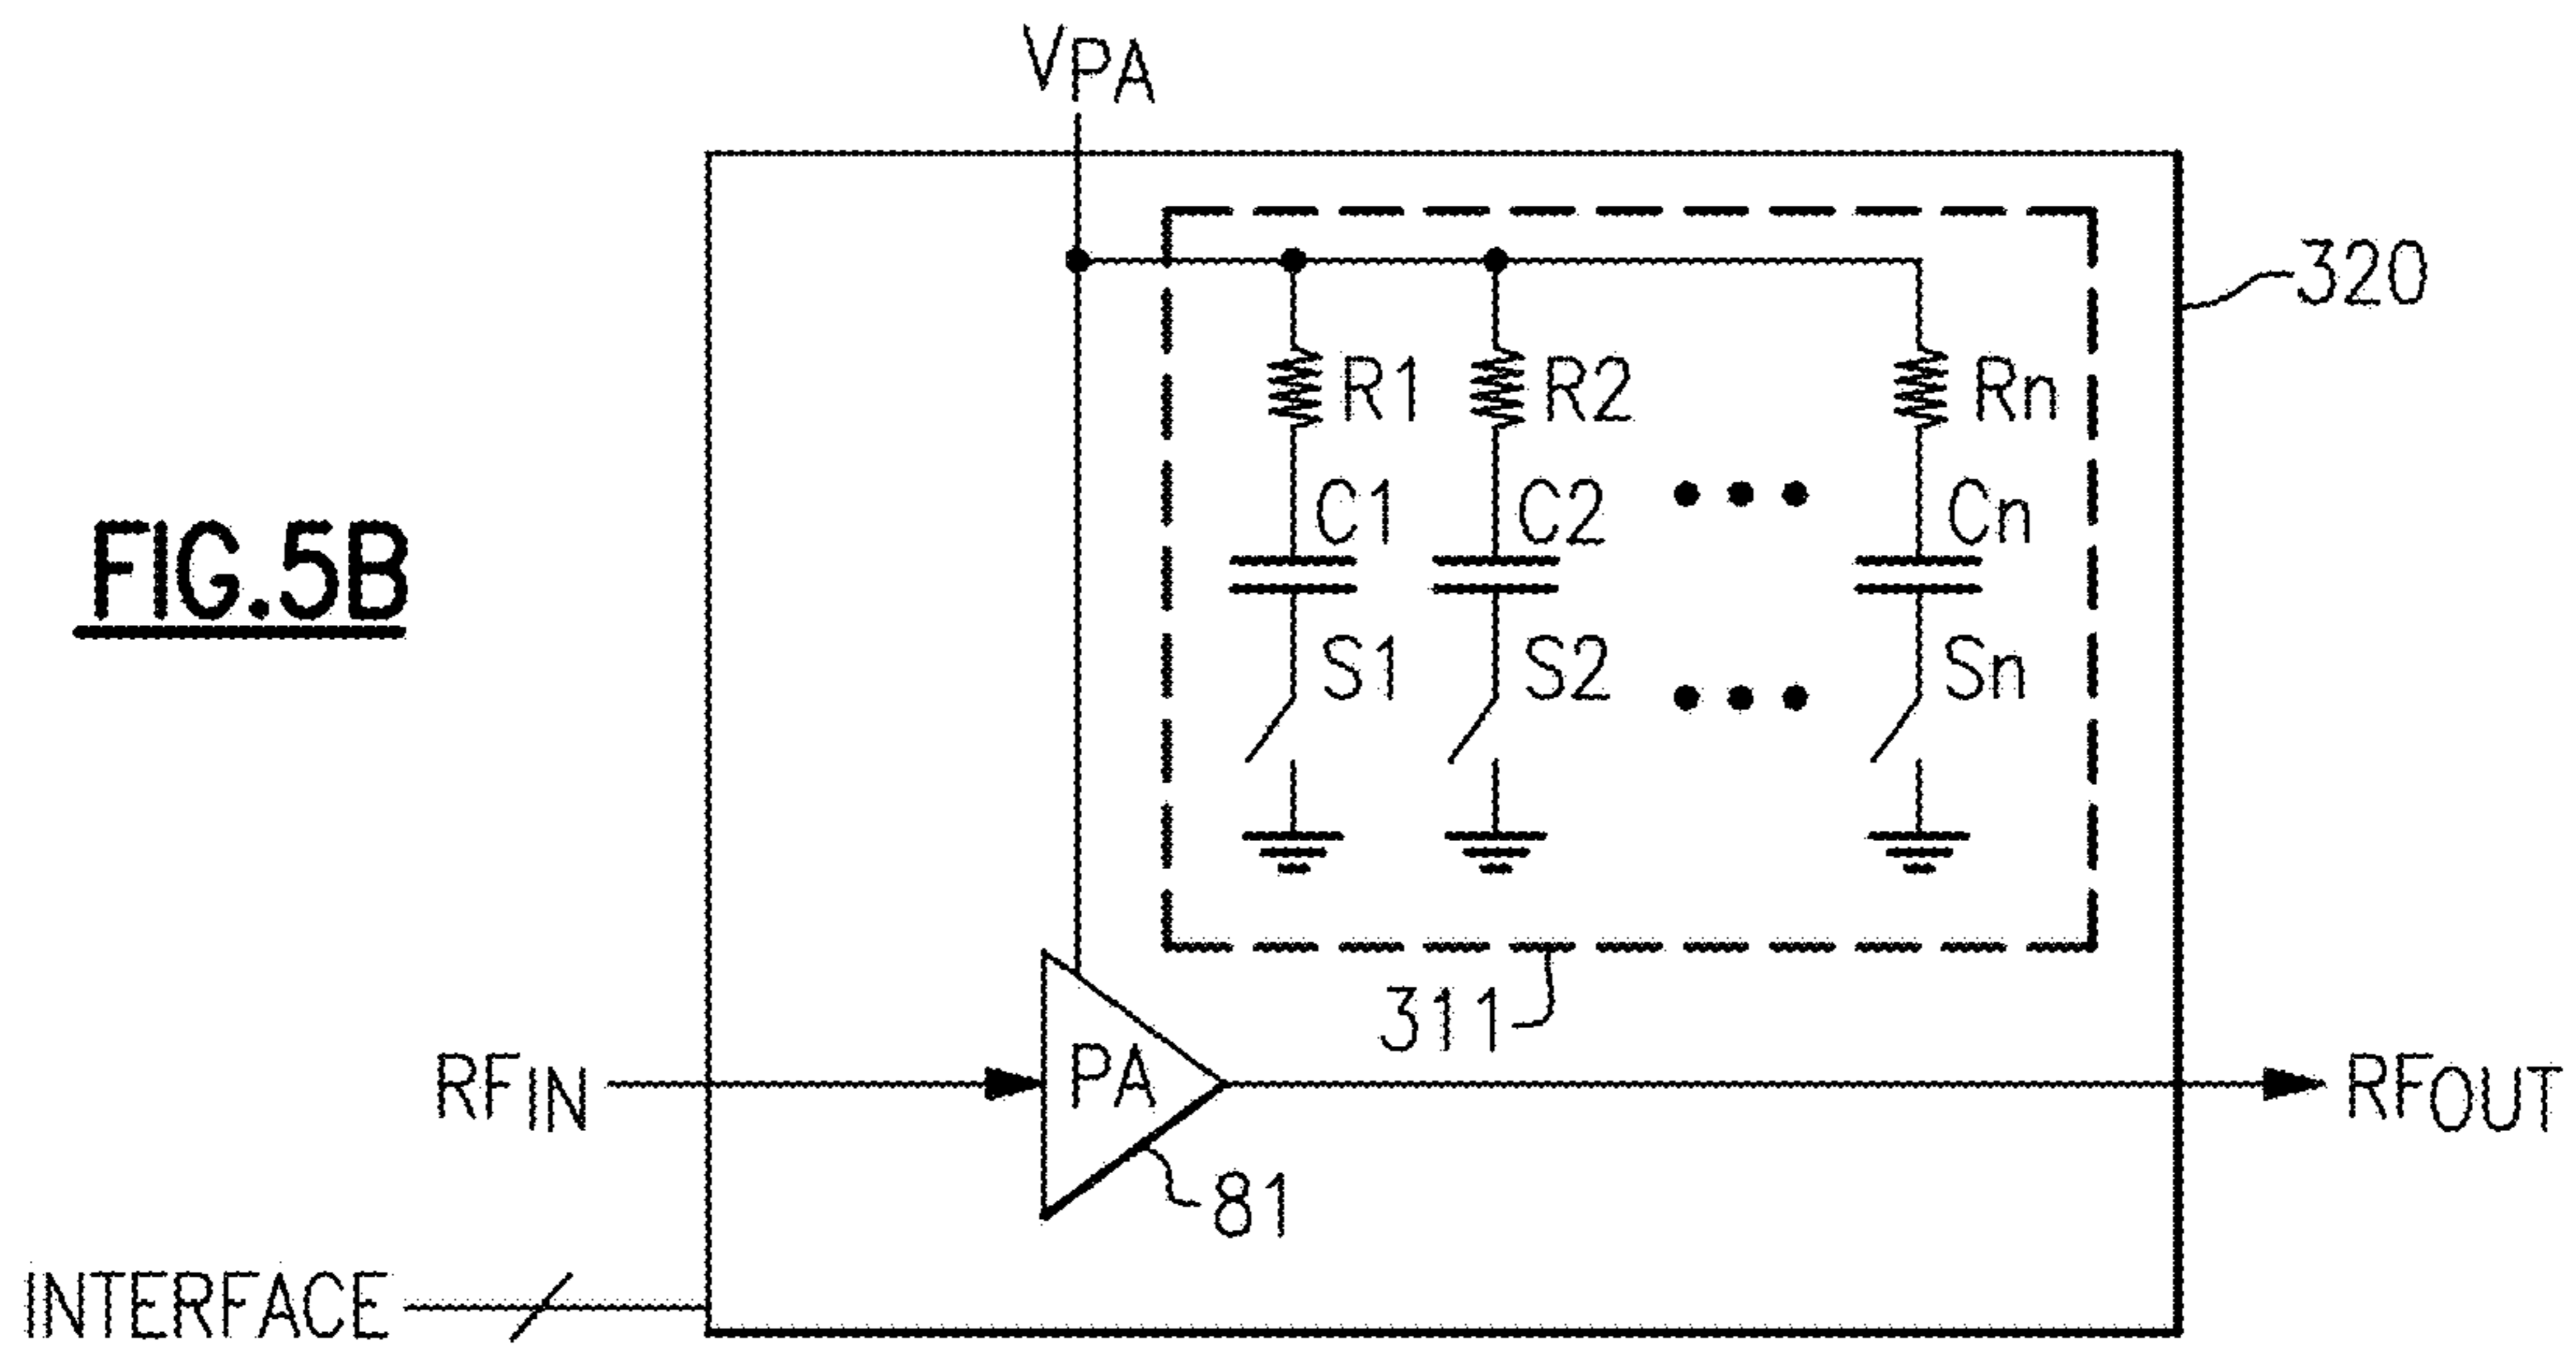 VPA
320
R1 R2 Rn
C1 C2 Cn
FIG.5B
S1 S2 Sn
311
RFIN PA RFOUT
81
INTERFACE